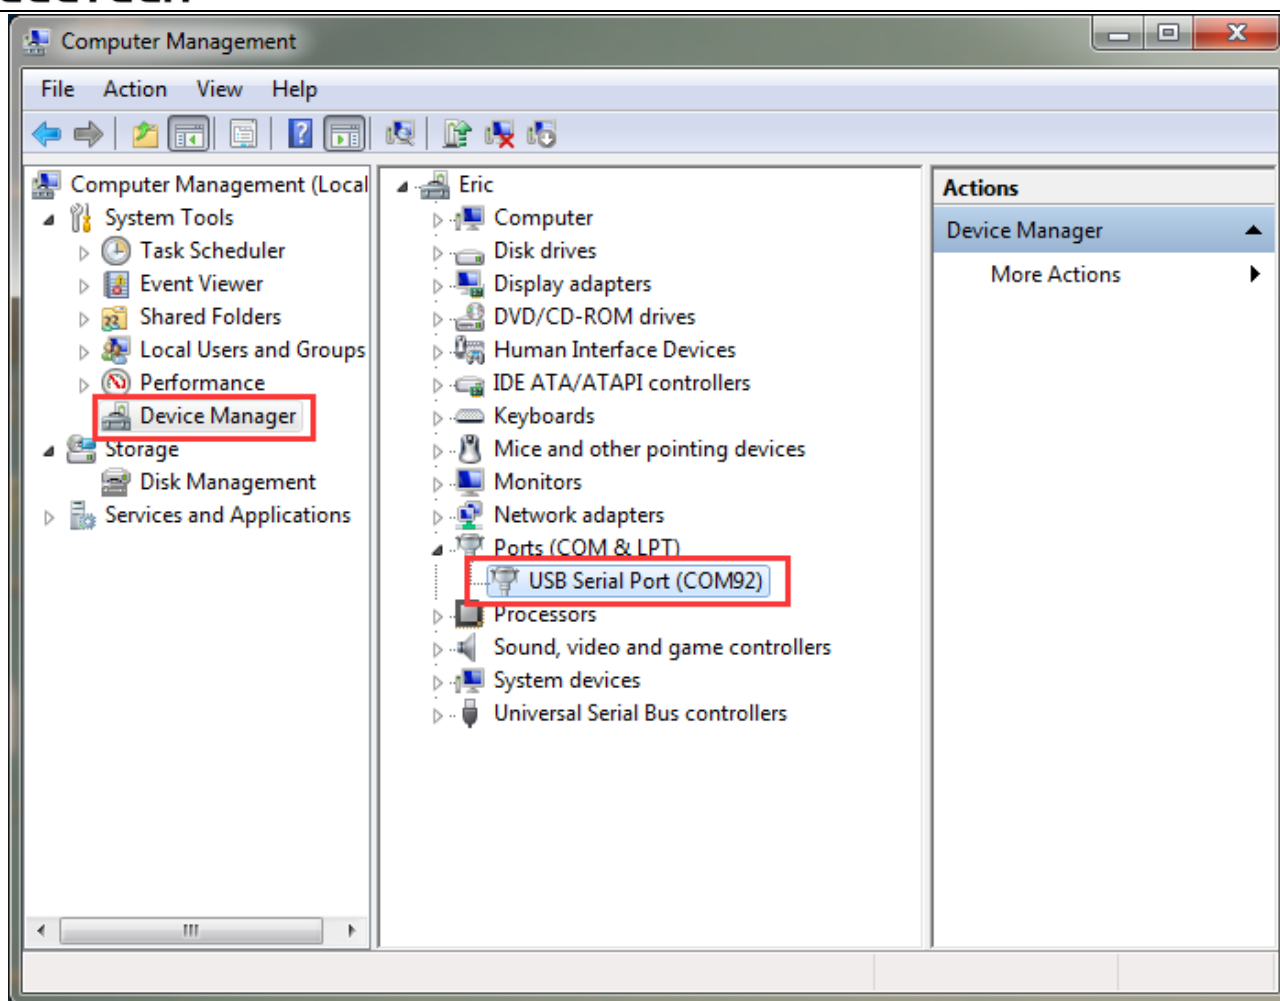 Computer Management
File Action View Help
Computer Management (Local
System Tools
Task Scheduler
Event Viewer
Shared Folders
Local Users and Groups
Performance
Device Manager
Storage
Disk Management
Services and Applications
Eric
Computer
Disk drives
Display adapters
DVD/CD-ROM drives
Human Interface Devices
IDE ATA/ATAPI controllers
Keyboards
Mice and other pointing devices
Monitors
Network adapters
Ports (COM & LPT)
USB Serial Port (COM92)
Processors
Sound, video and game controllers
System devices
Universal Serial Bus controllers
Actions
Device Manager
More Actions